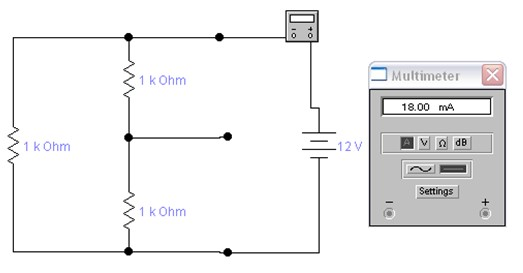 1 k Ohm
1 k Ohm
1 k Ohm
12 V
- +
Multimeter
18.00 mA
A V Ω dB
Settings
- +